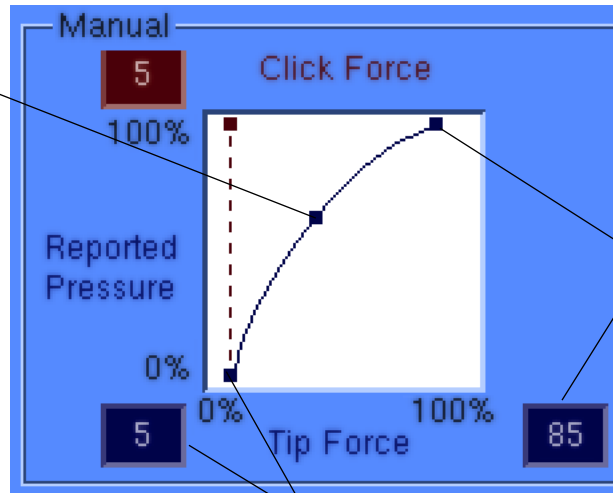 Manual
5
Click Force
100%
Reported
Pressure
0%
0%
100%
5
Tip Force
85